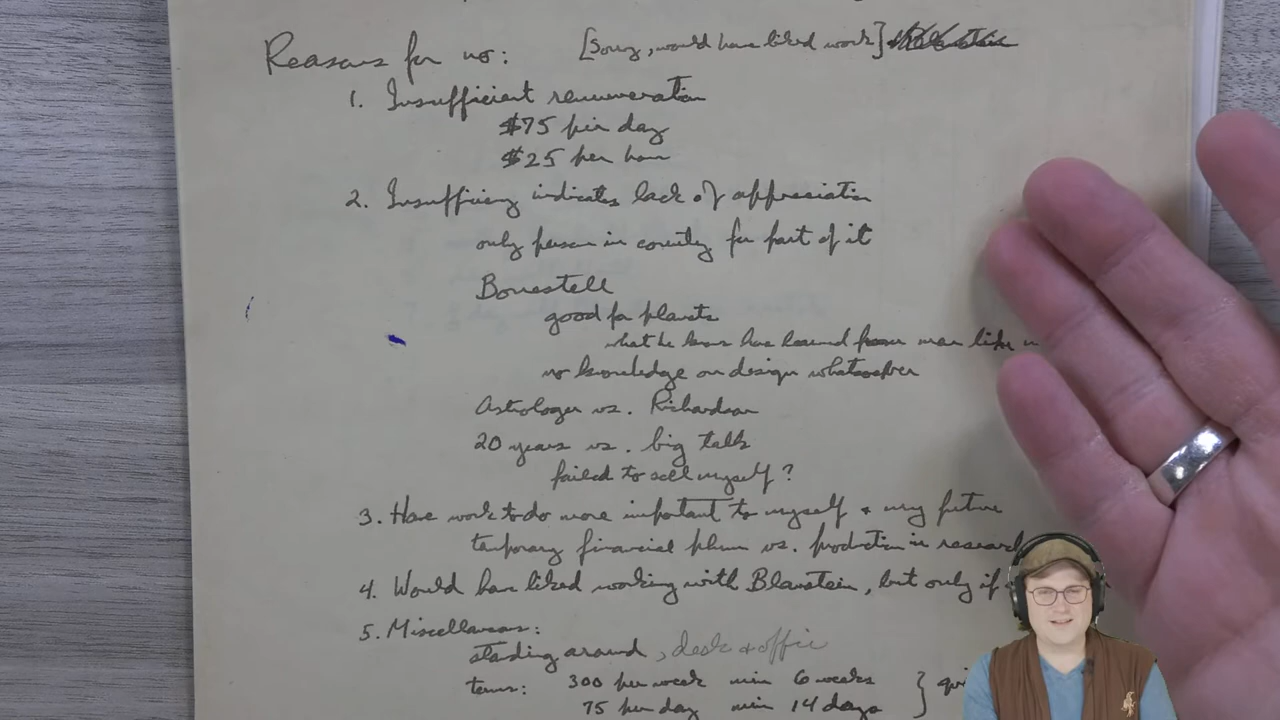 Reasons for no: [Sorry, would have liked work]
1. Insufficient remuneration
$75 per day
$25 per hour
2. Insufficiency indicates lack of appreciation
only person in country for part of it
Bonestell
good for planets
what he knows has learned from man like
no knowledge on design whatsoever
Astrologer vs. Richardson
20 years vs. big talk
failed to sell myself?
3. Have work to do more important to myself & my future
temporary financial plum vs. production in research
4. Would have liked working with Blaustein, but only if
5. Miscellaneous:
standing around, desk & office
terms: 300 per week min 6 weeks
75 per day min 14 days }